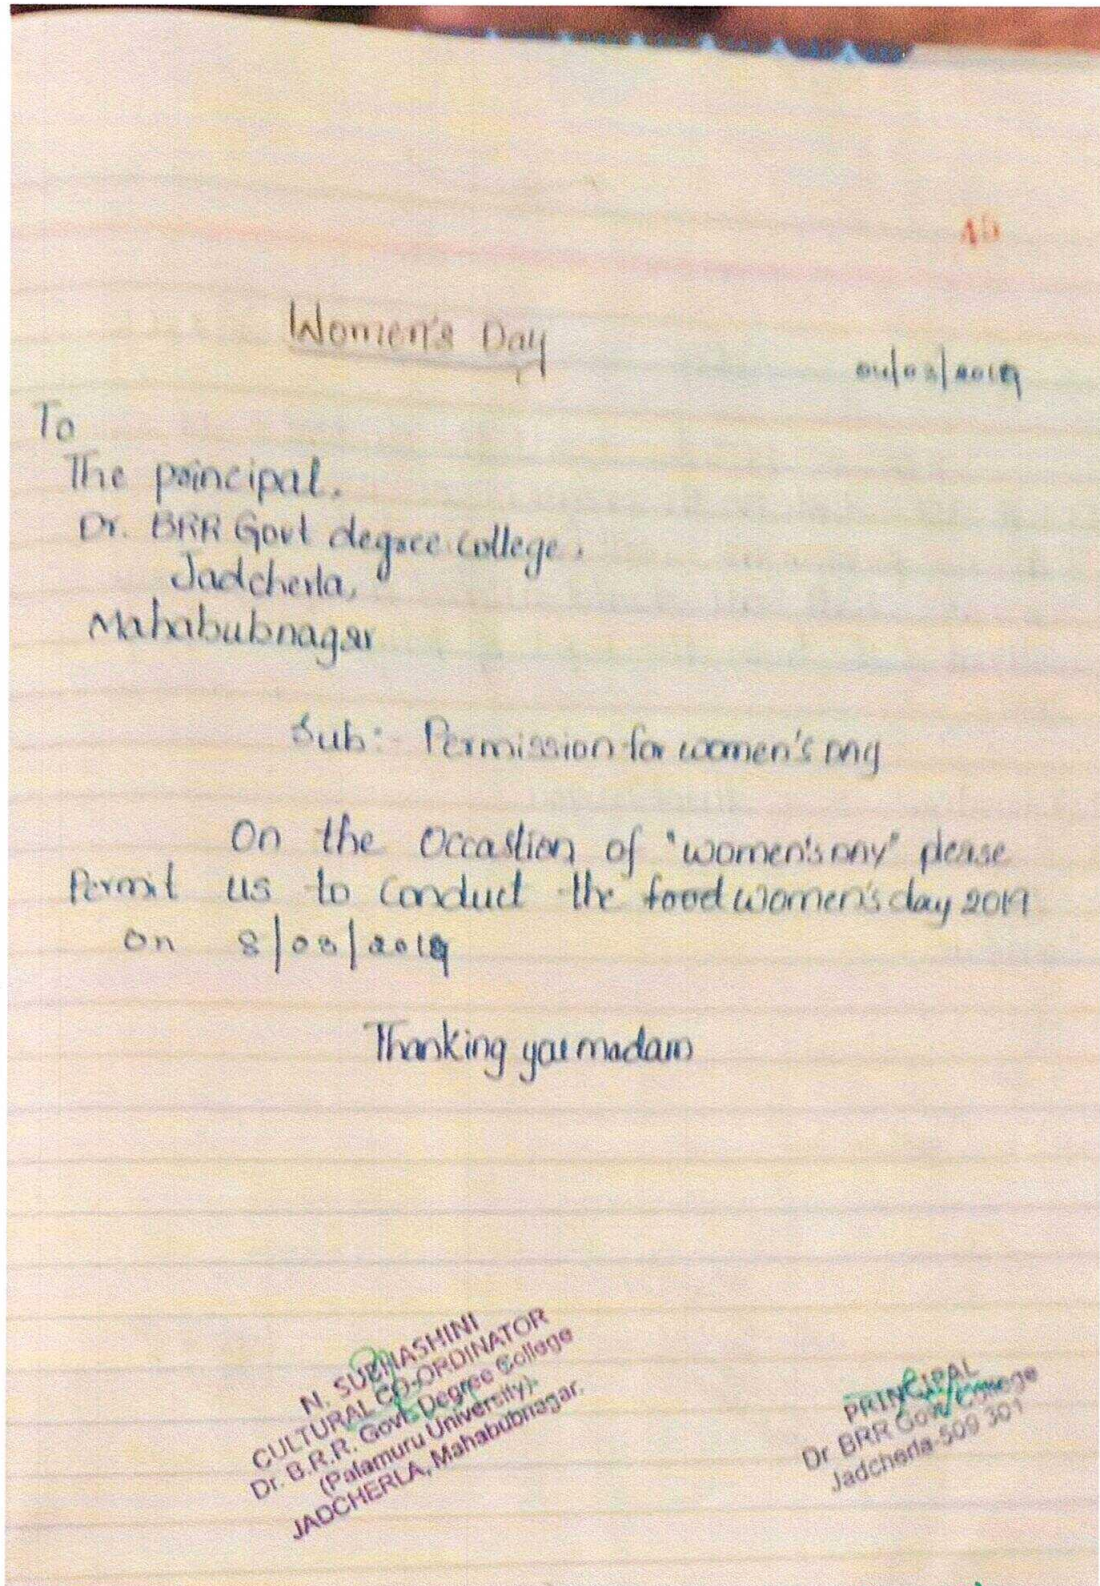 45
Women's Day
04/03/2019
To
The principal,
Dr. BRR Govt degree college,
Jadcherla,
Mahabubnagar
Sub:- Permission for women's Day
On the Occastion of "women's Day" please
Permit us to Conduct the food women's day 2019
on 8/03/2019
Thanking you madam
N. SUBHASHINI
CULTURAL CO-ORDINATOR
Dr. B.R.R. Govt. Degree College
(Palamuru University)
JADCHERLA, Mahabubnagar.
PRINCIPAL
Dr BRR Govt College
Jadcherla-509 301